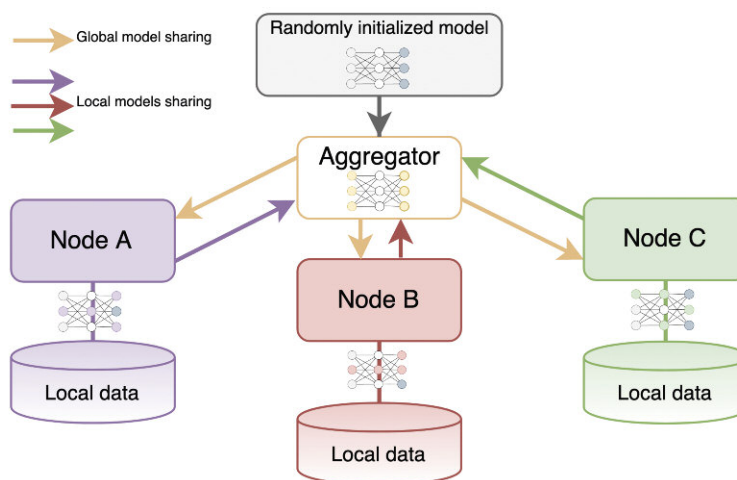 Randomly initialized model
Global model sharing
Local models sharing
Aggregator
Node A
Node B
Node C
Local data
Local data
Local data